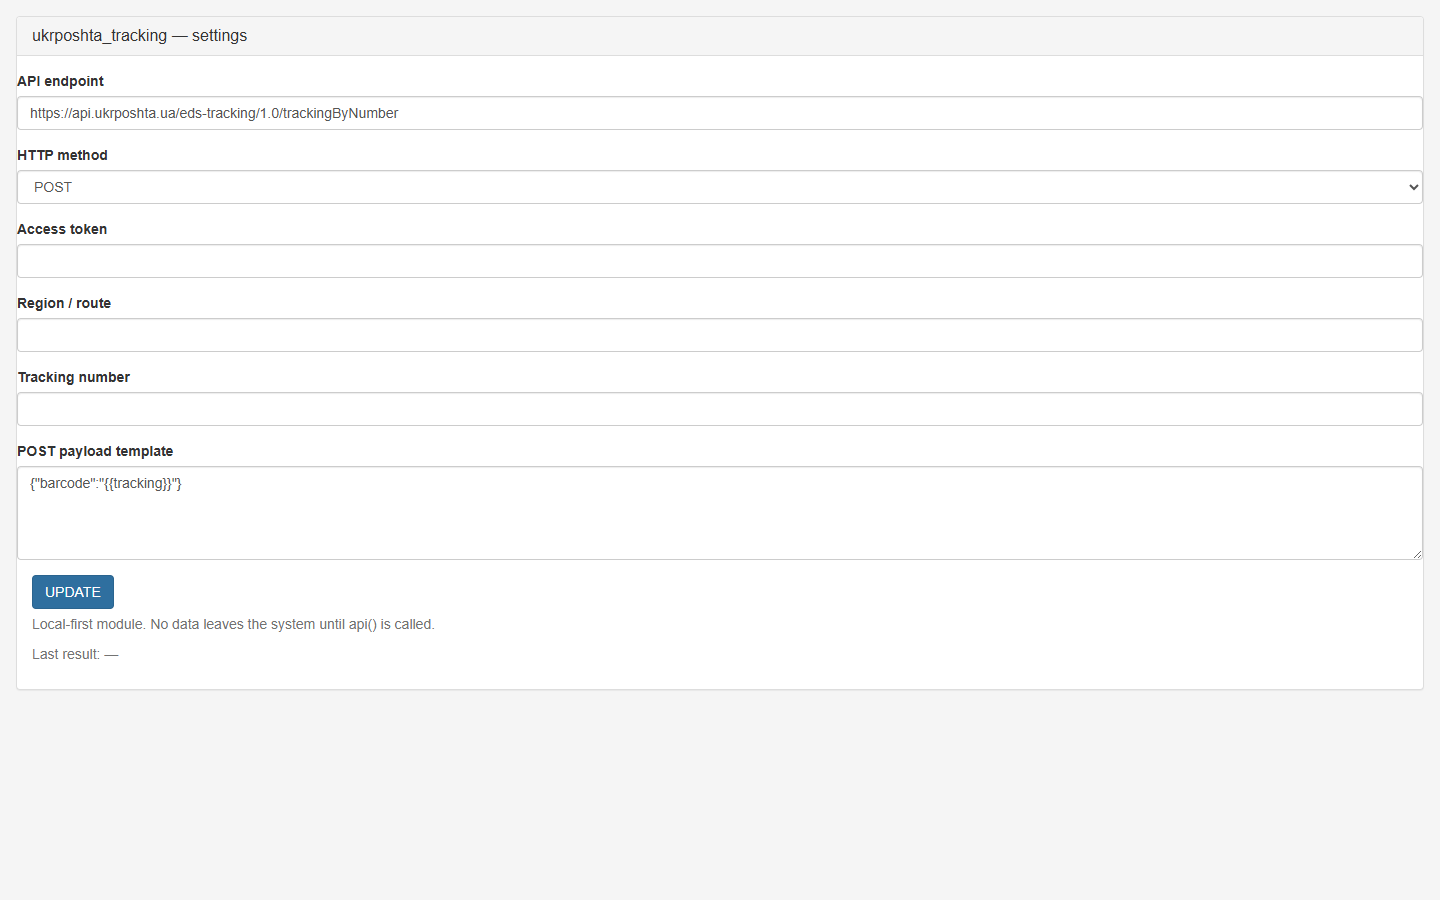 ukrposhta_tracking — settings
API endpoint
https://api.ukrposhta.ua/eds-tracking/1.0/trackingByNumber
HTTP method
POST
Access token
Region / route
Tracking number
POST payload template
{"barcode":"{{tracking}}"}
UPDATE
Local-first module. No data leaves the system until api() is called.
Last result: —